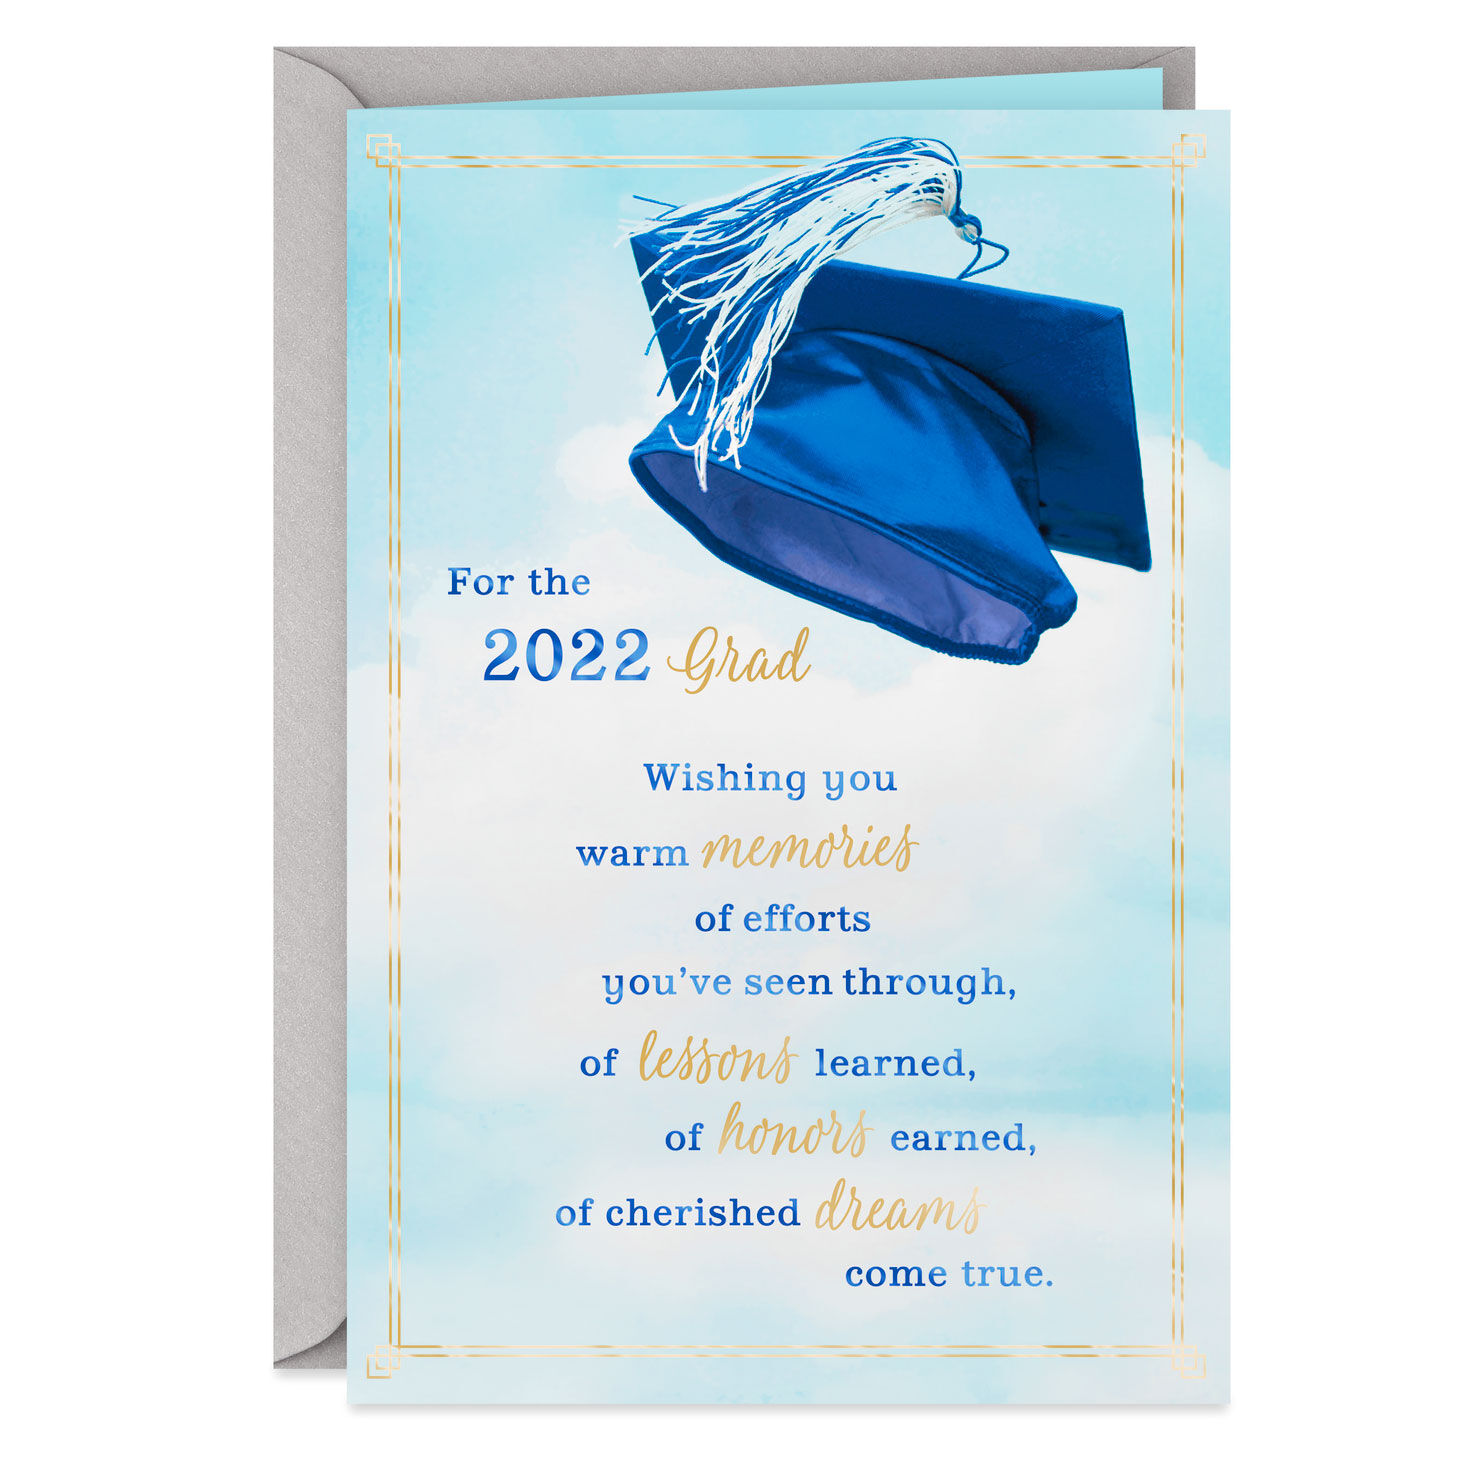 For the
2022 Grad
Wishing you
warm memories
of efforts
you've seen through,
of lessons learned,
of honors earned,
of cherished dreams
come true.